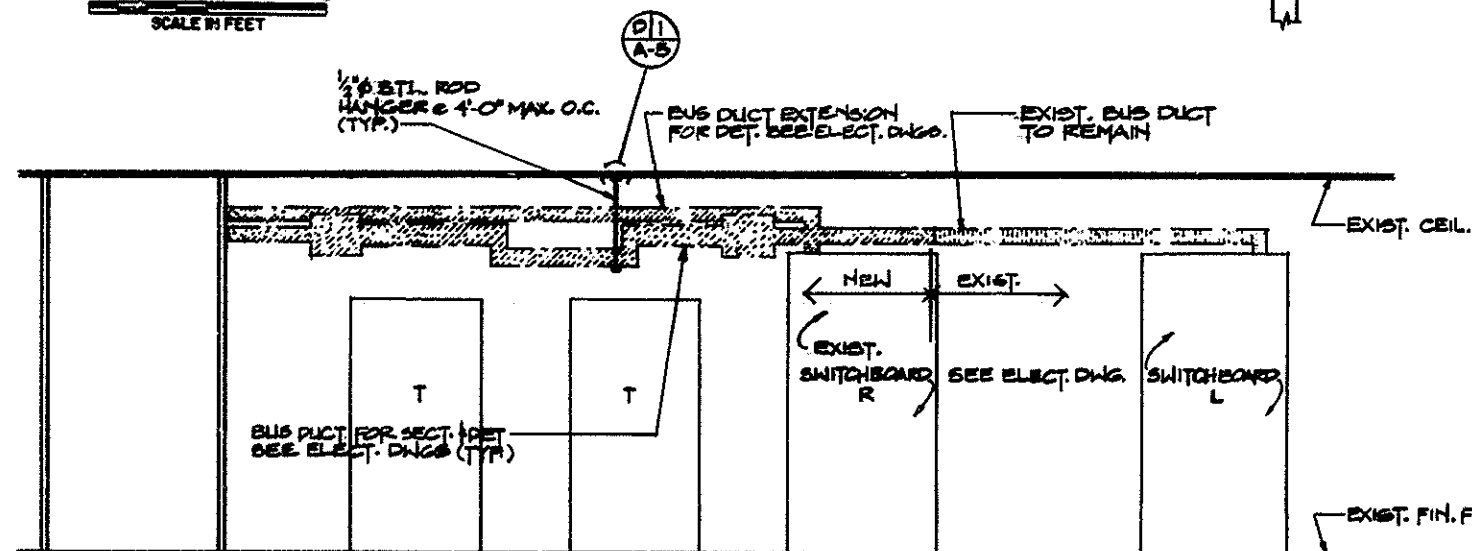 SCALE IN FEET
D|1
A-5
1/2"Ø STL. ROD
HANGER @ 4'-0" MAX. O.C.
(TYP.)
BUS DUCT EXTENSION
FOR DET. SEE ELECT. DWGS.
EXIST. BUS DUCT
TO REMAIN
EXIST. CEIL.
NEW
EXIST.
EXIST.
SWITCHBOARD
R
SEE ELECT. DWG.
SWITCHBOARD
L
T
T
BUS DUCT FOR SECT. & DET
SEE ELECT. DWGS (TYP.)
EXIST. FIN. F